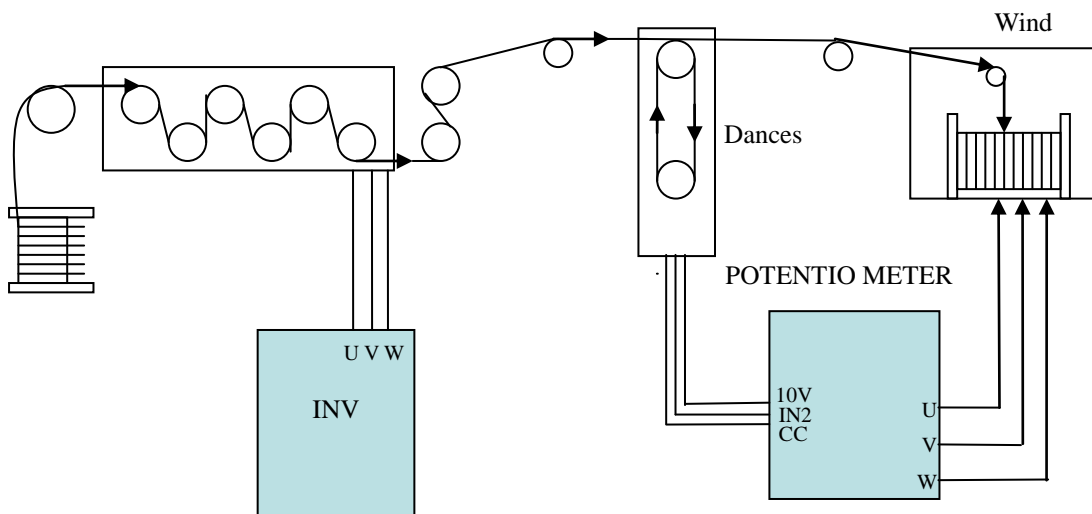 Wind
Dances
POTENTIO METER
U V W
INV
10V
IN2
CC
U
V
W